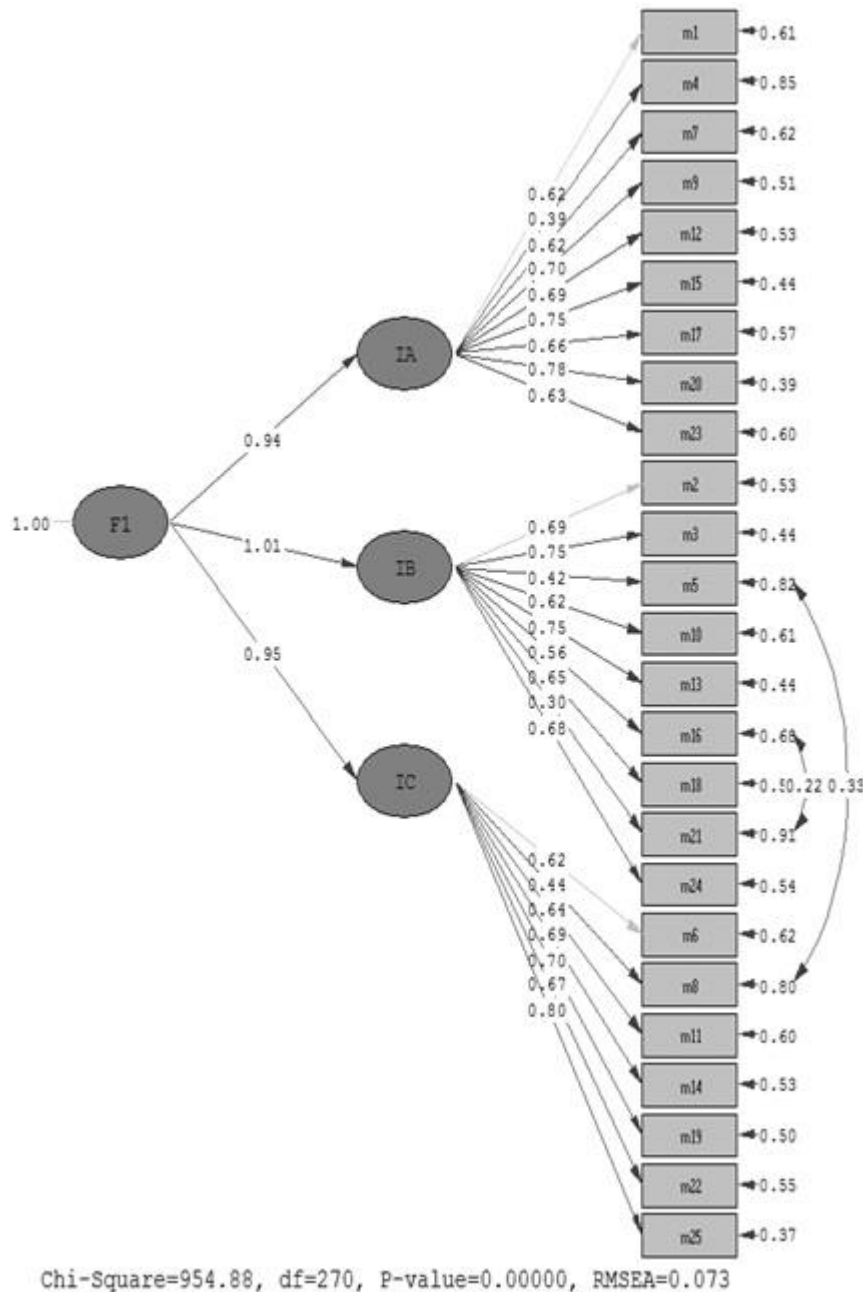 m1 0.61
m4 0.85
m7 0.62
m9 0.51
m12 0.53
m15 0.44
m17 0.57
m20 0.39
m23 0.60
0.62
0.39
0.62
0.70
0.69
0.75
0.66
0.78
0.63
IA
0.94
1.00 F1
1.01
0.95
IB
m2 0.53
m3 0.44
m5 0.82
m10 0.61
m13 0.44
m16 0.68
m18 0.22 0.33
m21 0.91
m24 0.54
0.69
0.75
0.42
0.62
0.75
0.56
0.65
0.30
0.68
IC
0.62
0.44
0.64
0.69
0.70
0.67
0.80
m6 0.62
m8 0.80
m11 0.60
m14 0.53
m19 0.50
m22 0.55
m25 0.37
Chi-Square=954.88, df=270, P-value=0.00000, RMSEA=0.073